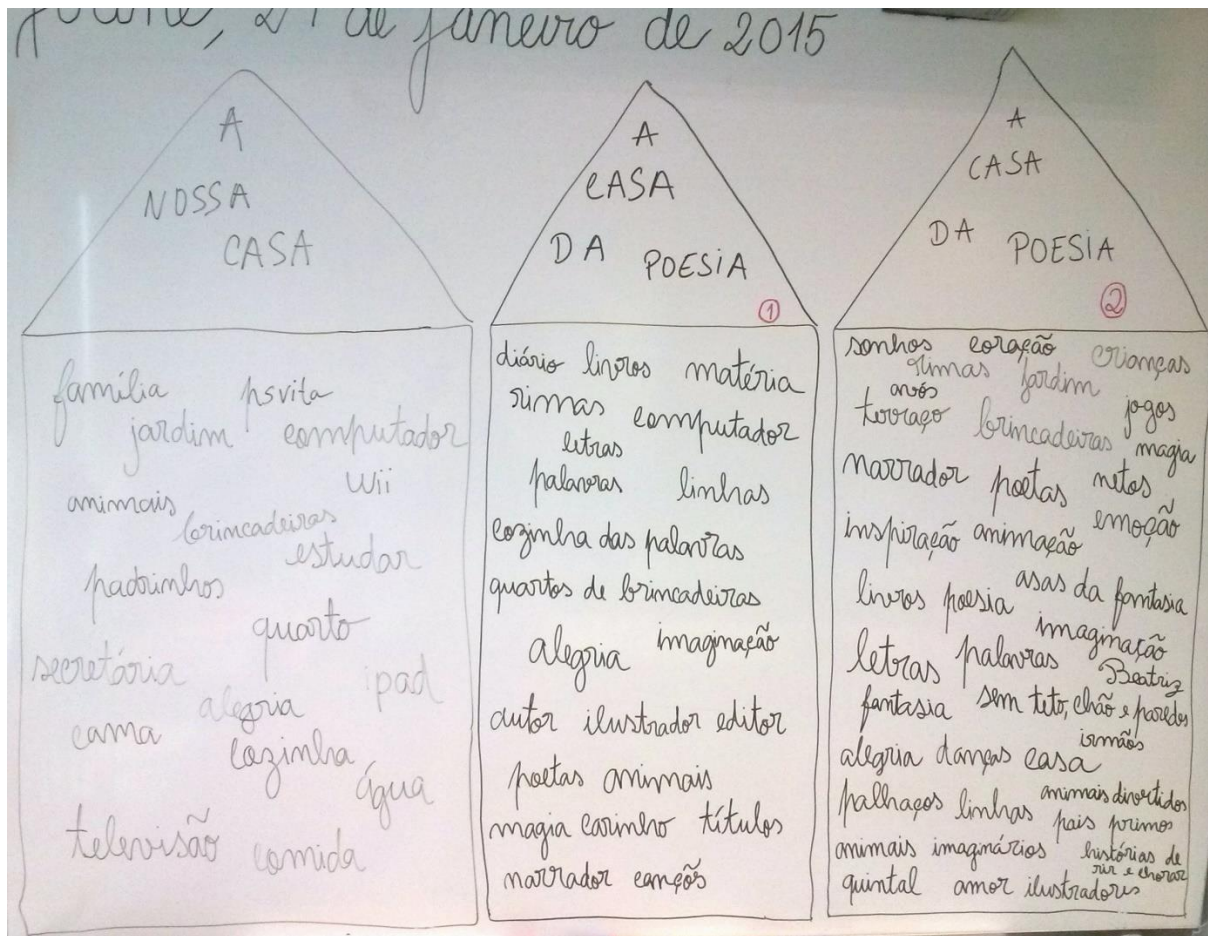 de janeiro de 2015
A
NOSSA
CASA
família psvita
jardim computador
Wii
animais
brincadeiras
estudar
padrinhos
quarto
secretária
ipad
alegria
cama
cozinha
água
televisão
comida
A
CASA
DA POESIA
1
diário livros matéria
rimas computador
letras
palavras linhas
cozinha das palavras
quartos de brincadeiras
alegria imaginação
autor ilustrador editor
poetas animais
magia carinho títulos
narrador canções
A
CASA
DA POESIA
2
sonhos coração crianças
rimas jardim
avós jogos
terraço brincadeiras magia
narrador poetas netos
inspiração animação emoção
livros poesia asas da fantasia
imaginação
letras palavras Beatriz
fantasia sem teto, chão e paredes
irmãos
alegria danças casa
palhaços linhas animais divertidos
pais primos
animais imaginários histórias de
rir e chorar
quintal amor ilustradores